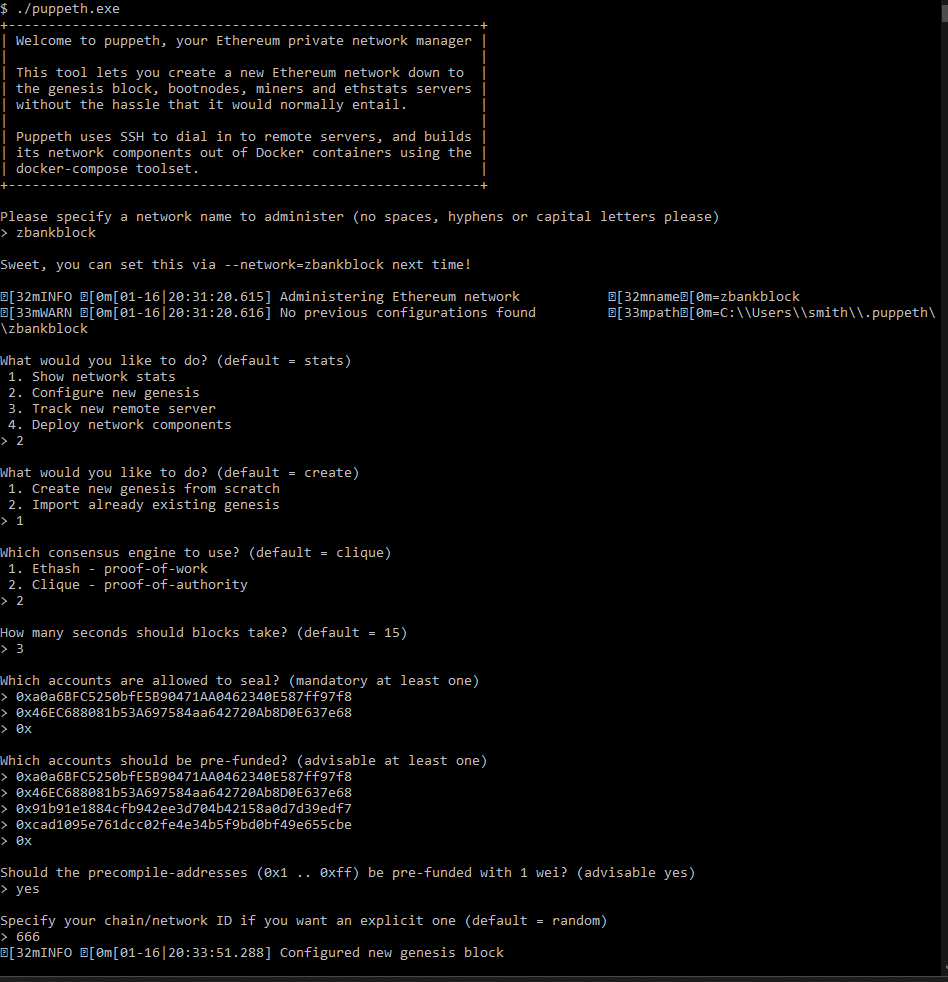 $ ./puppeth.exe
+-----------------------------------------------------------+
| Welcome to puppeth, your Ethereum private network manager |
|                                                           |
| This tool lets you create a new Ethereum network down to  |
| the genesis block, bootnodes, miners and ethstats servers |
| without the hassle that it would normally entail.         |
|                                                           |
| Puppeth uses SSH to dial in to remote servers, and builds |
| its network components out of Docker containers using the |
| docker-compose toolset.                                   |
+-----------------------------------------------------------+
Please specify a network name to administer (no spaces, hyphens or capital letters please)
> zbankblock
Sweet, you can set this via --network=zbankblock next time!
[32mINFO [0m[01-16|20:31:20.615] Administering Ethereum network           [32mname[0m=zbankblock
[33mWARN [0m[01-16|20:31:20.616] No previous configurations found         [33mpath[0m=C:\\Users\\smith\\.puppeth\
\zbankblock
What would you like to do? (default = stats)
 1. Show network stats
 2. Configure new genesis
 3. Track new remote server
 4. Deploy network components
> 2
What would you like to do? (default = create)
 1. Create new genesis from scratch
 2. Import already existing genesis
> 1
Which consensus engine to use? (default = clique)
 1. Ethash - proof-of-work
 2. Clique - proof-of-authority
> 2
How many seconds should blocks take? (default = 15)
> 3
Which accounts are allowed to seal? (mandatory at least one)
> 0xa0a6BFC5250bfE5B90471AA0462340E587ff97f8
> 0x46EC688081b53A697584aa642720Ab8D0E637e68
> 0x
Which accounts should be pre-funded? (advisable at least one)
> 0xa0a6BFC5250bfE5B90471AA0462340E587ff97f8
> 0x46EC688081b53A697584aa642720Ab8D0E637e68
> 0x91b91e1884cfb942ee3d704b42158a0d7d39edf7
> 0xcad1095e761dcc02fe4e34b5f9bd0bf49e655cbe
> 0x
Should the precompile-addresses (0x1 .. 0xff) be pre-funded with 1 wei? (advisable yes)
> yes
Specify your chain/network ID if you want an explicit one (default = random)
> 666
[32mINFO [0m[01-16|20:33:51.288] Configured new genesis block